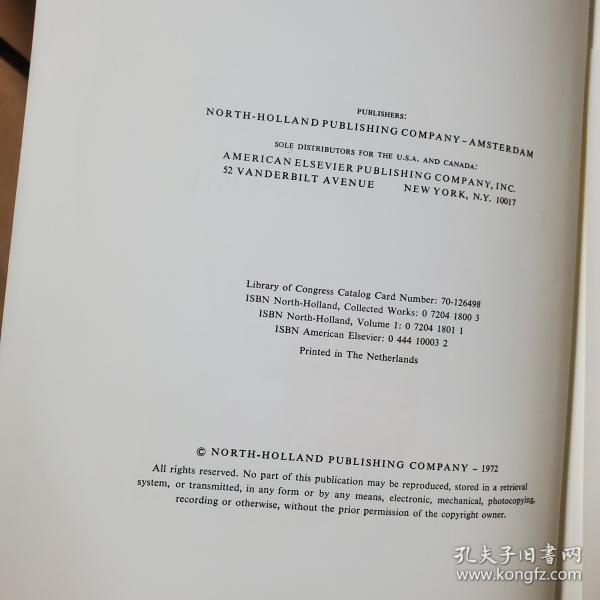 PUBLISHERS:
NORTH-HOLLAND PUBLISHING COMPANY – AMSTERDAM
SOLE DISTRIBUTORS FOR THE U.S.A. AND CANADA:
AMERICAN ELSEVIER PUBLISHING COMPANY, INC.
52 VANDERBILT AVENUE NEW YORK, N.Y. 10017
Library of Congress Catalog Card Number: 70-126498
ISBN North-Holland, Collected Works: 0 7204 1800 3
ISBN North-Holland, Volume 1: 0 7204 1801 1
ISBN American Elsevier: 0 444 10003 2
Printed in The Netherlands
© NORTH-HOLLAND PUBLISHING COMPANY – 1972
All rights reserved. No part of this publication may be reproduced, stored in a retrieval
system, or transmitted, in any form or by any means, electronic, mechanical, photocopying,
recording or otherwise, without the prior permission of the copyright owner.
孔夫子旧书网
www.kongfz.com